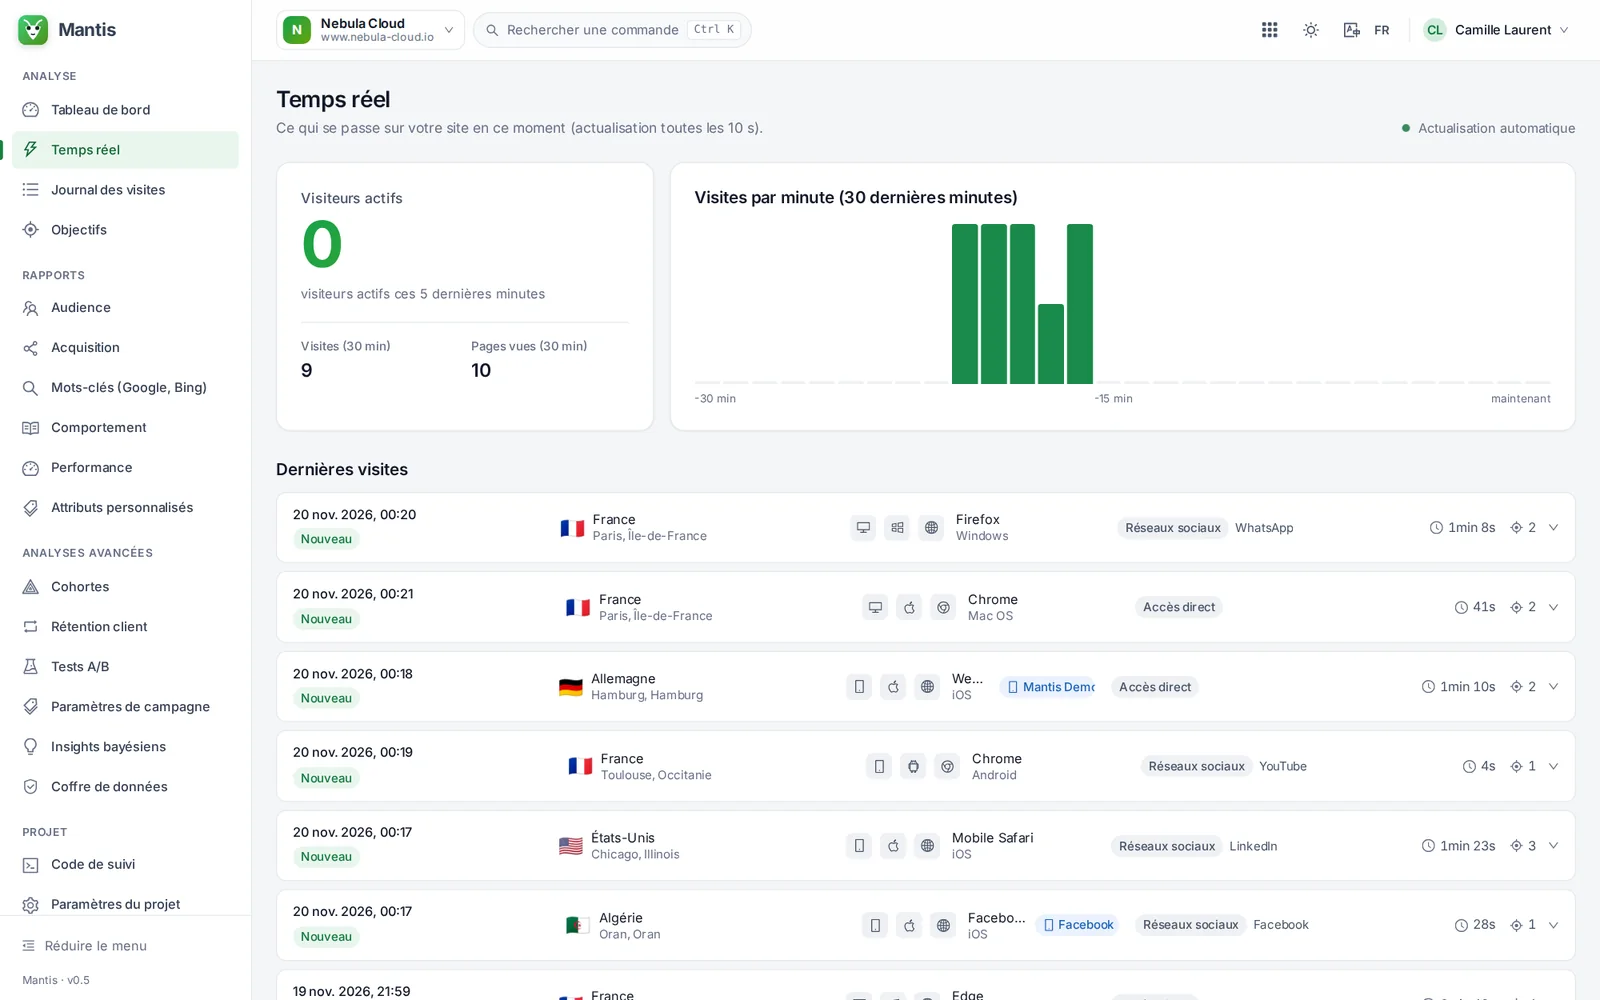 Mantis
ANALYSE
Tableau de bord
Temps réel
Journal des visites
Objectifs
RAPPORTS
Audience
Acquisition
Mots-clés (Google, Bing)
Comportement
Performance
Attributs personnalisés
ANALYSES AVANCÉES
Cohortes
Rétention client
Tests A/B
Paramètres de campagne
Insights bayésiens
Coffre de données
PROJET
Code de suivi
Paramètres du projet
Réduire le menu
Mantis · v0.5
N
Nebula Cloud
www.nebula-cloud.io
Rechercher une commande
Ctrl K
FR
CL
Camille Laurent
Temps réel
Ce qui se passe sur votre site en ce moment (actualisation toutes les 10 s).
Actualisation automatique
Visiteurs actifs
0
visiteurs actifs ces 5 dernières minutes
Visites (30 min)
9
Pages vues (30 min)
10
Visites par minute (30 dernières minutes)
-30 min
-15 min
maintenant
Dernières visites
20 nov. 2026, 00:20
Nouveau
France
Paris, Île-de-France
Firefox
Windows
Réseaux sociaux
WhatsApp
1min 8s
2
20 nov. 2026, 00:21
Nouveau
France
Paris, Île-de-France
Chrome
Mac OS
Accès direct
41s
2
20 nov. 2026, 00:18
Nouveau
Allemagne
Hamburg, Hamburg
We...
iOS
Mantis Demo
Accès direct
1min 10s
2
20 nov. 2026, 00:19
Nouveau
France
Toulouse, Occitanie
Chrome
Android
Réseaux sociaux
YouTube
4s
1
20 nov. 2026, 00:17
Nouveau
États-Unis
Chicago, Illinois
Mobile Safari
iOS
Réseaux sociaux
LinkedIn
1min 23s
3
20 nov. 2026, 00:17
Nouveau
Algérie
Oran, Oran
Facebo...
iOS
Facebook
Réseaux sociaux
Facebook
28s
1
19 nov. 2026, 21:59
France
Edge